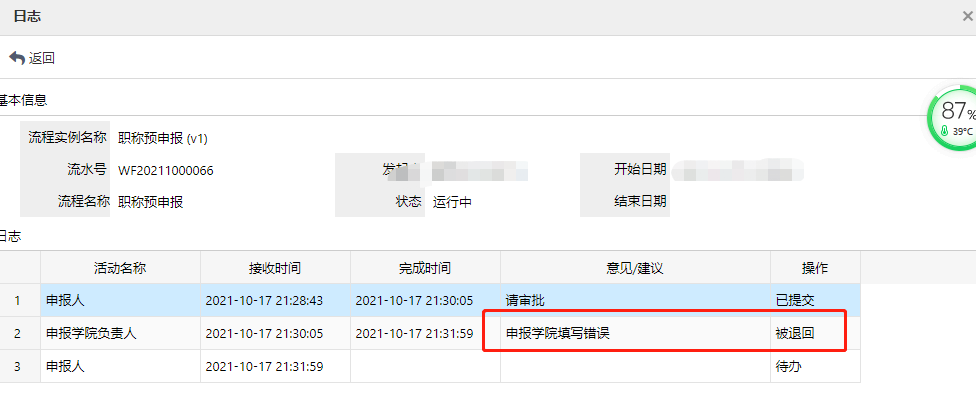 日志
返回
基本信息
87%
39°C
流程实例名称 职称预申报 (v1)
流水号 WF20211000066 开始日期
流程名称 职称预申报 状态 运行中 结束日期
日志
活动名称 接收时间 完成时间 意见/建议 操作
1 申报人 2021-10-17 21:28:43 2021-10-17 21:30:05 请审批 已提交
2 申报学院负责人 2021-10-17 21:30:05 2021-10-17 21:31:59 申报学院填写错误 被退回
3 申报人 2021-10-17 21:31:59 待办